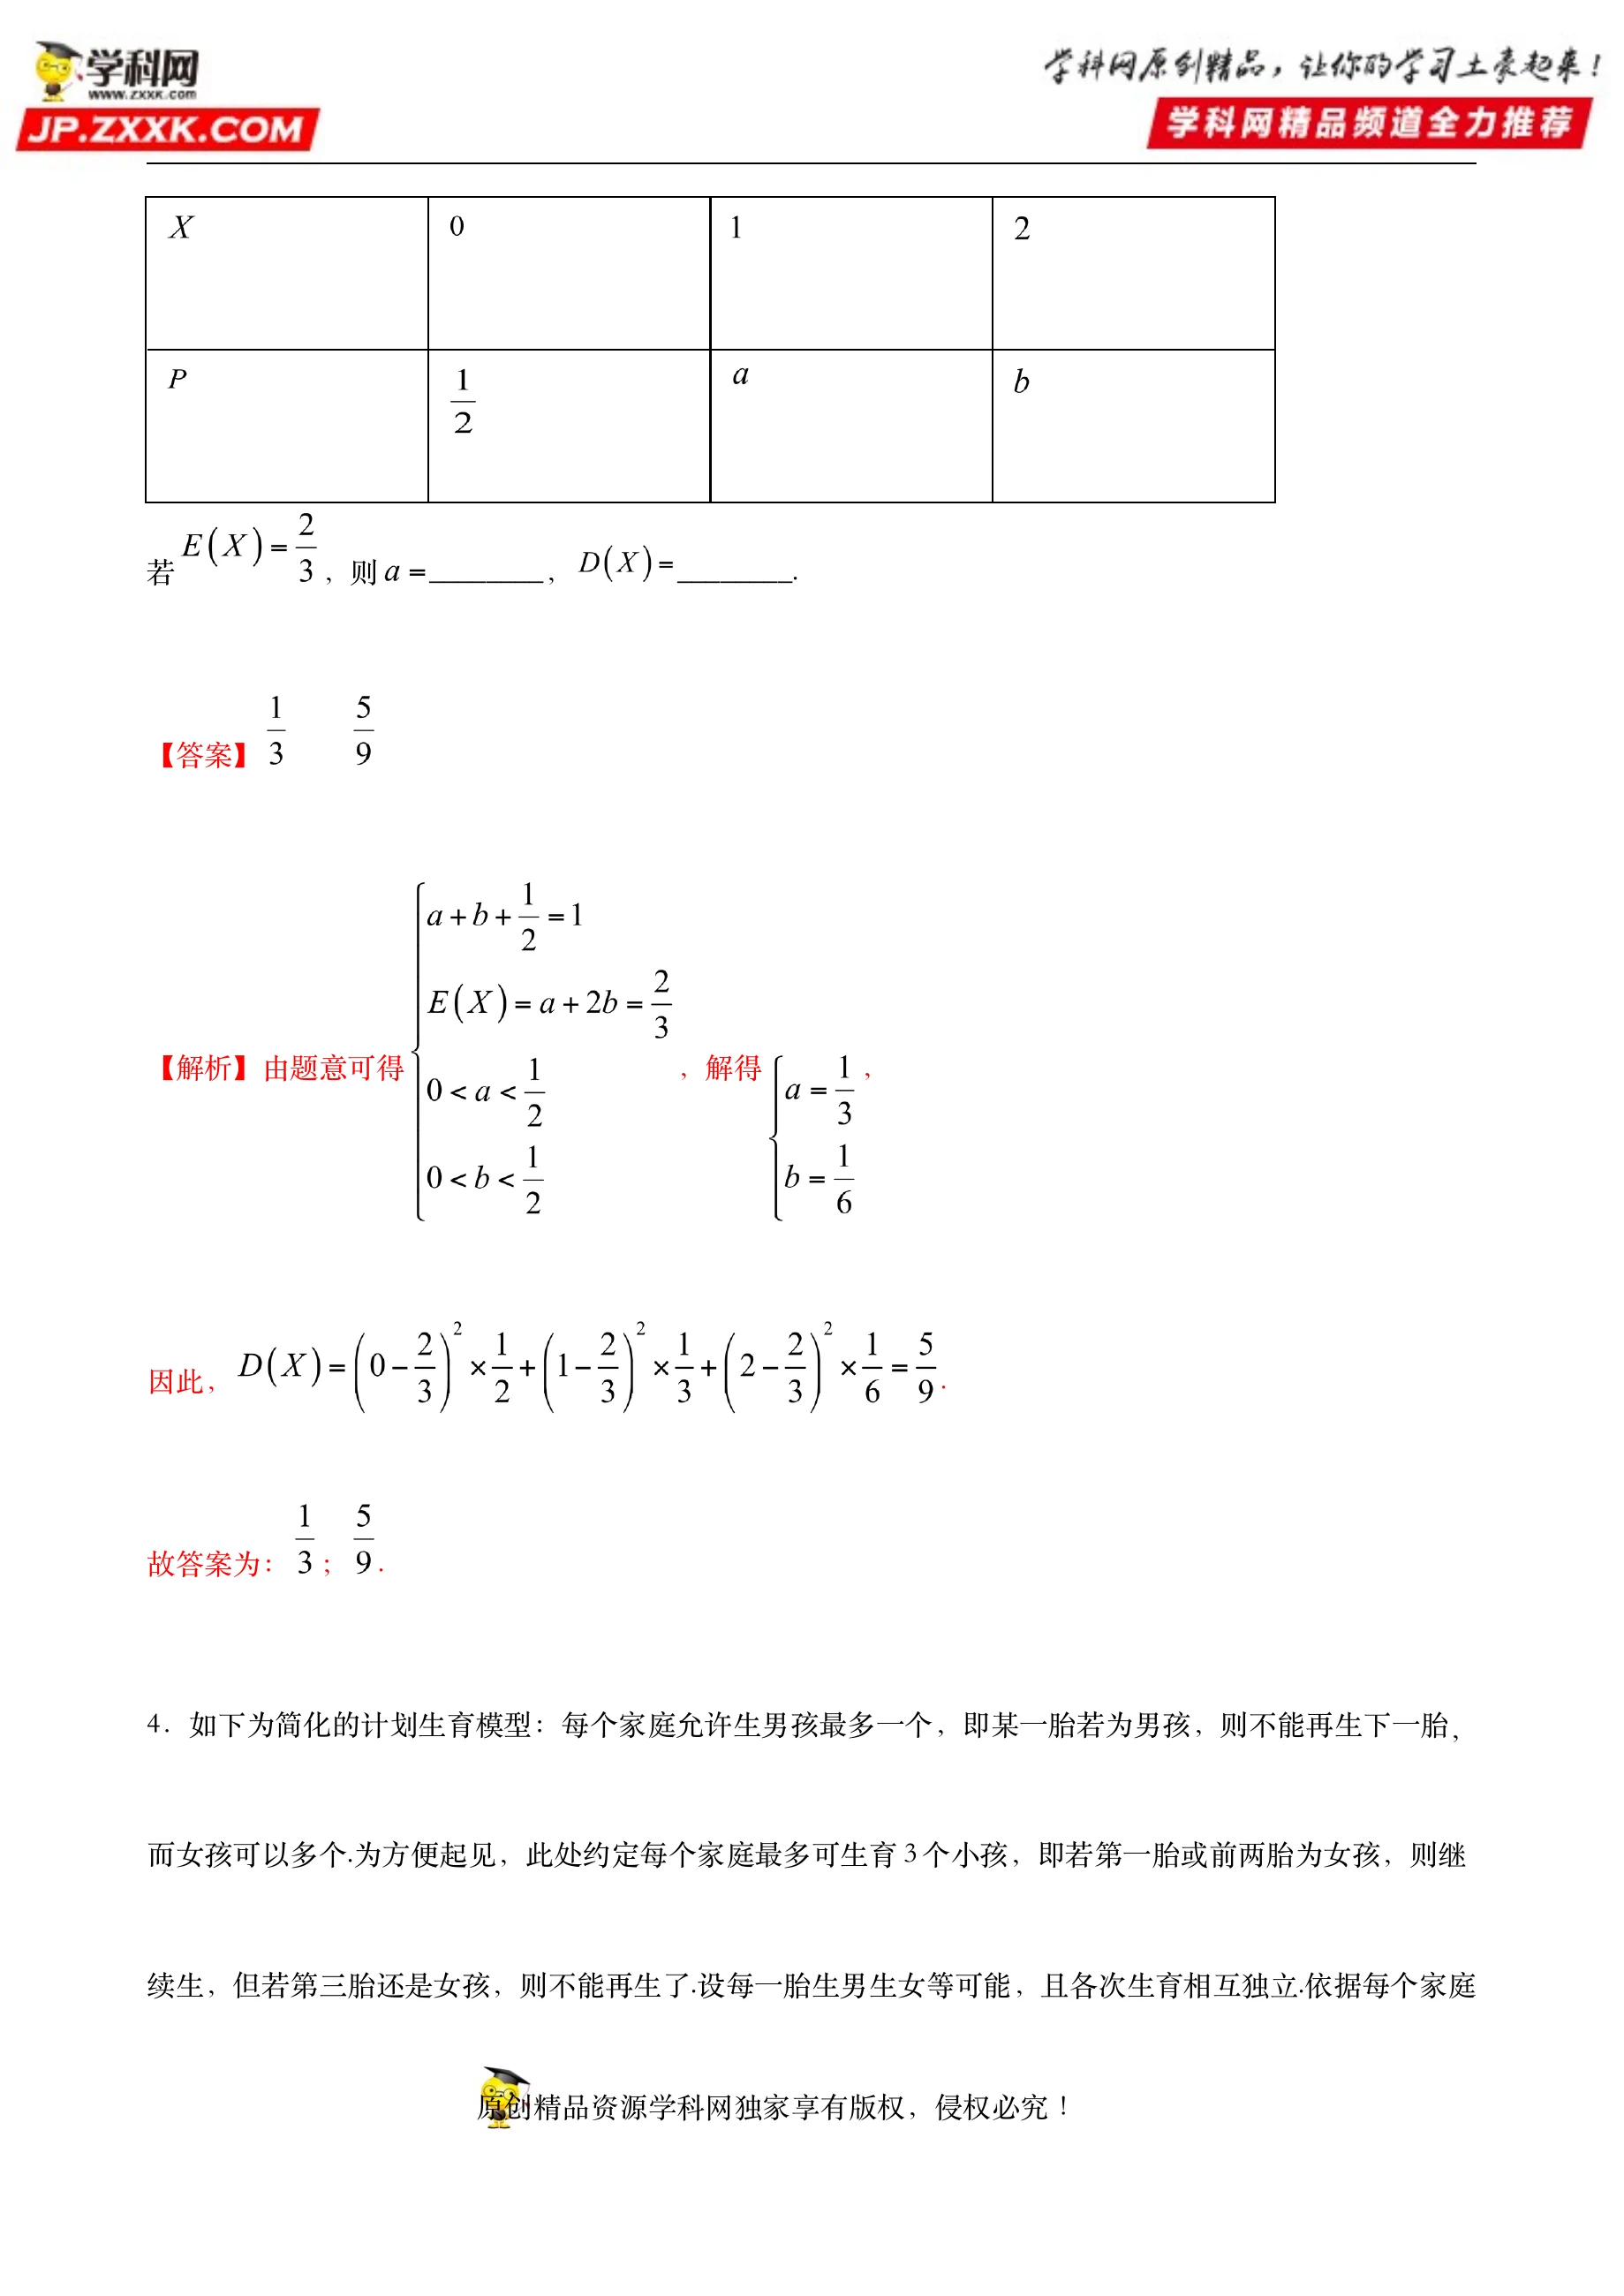 学科网
www.zxxk.com
JP.ZXXK.COM
学科网原创精品，让你的学习土豪起来！
学科网精品频道全力推荐
X 0 1 2
P 1/2 a b
若 E(X)=2/3，则 a=________，D(X)=________.
【答案】1/3 5/9
【解析】由题意可得 { a+b+1/2=1
E(X)=a+2b=2/3
0<a<1/2
0<b<1/2 ，解得 { a=1/3
b=1/6 ，
因此，D(X)=(0-2/3)²×1/2+(1-2/3)²×1/3+(2-2/3)²×1/6=5/9.
故答案为：1/3；5/9.
4．如下为简化的计划生育模型：每个家庭允许生男孩最多一个，即某一胎若为男孩，则不能再生下一胎，
而女孩可以多个.为方便起见，此处约定每个家庭最多可生育3个小孩，即若第一胎或前两胎为女孩，则继
续生，但若第三胎还是女孩，则不能再生了.设每一胎生男生女等可能，且各次生育相互独立.依据每个家庭
原创精品资源学科网独家享有版权，侵权必究！